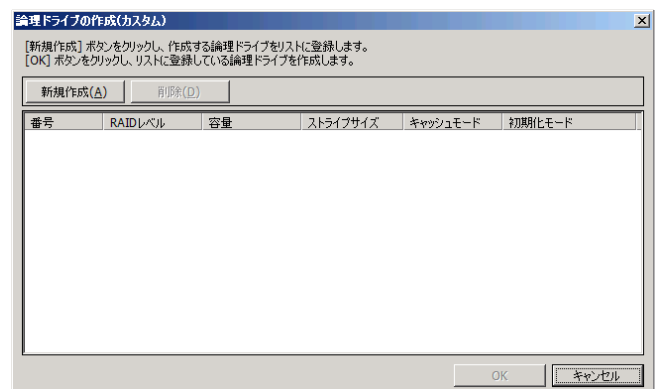 論理ドライブの作成(カスタム)
[新規作成] ボタンをクリックし、作成する論理ドライブをリストに登録します。
[OK] ボタンをクリックし、リストに登録している論理ドライブを作成します。
新規作成(A) 削除(D)
番号 RAIDレベル 容量 ストライプサイズ キャッシュモード 初期化モード
OK キャンセル